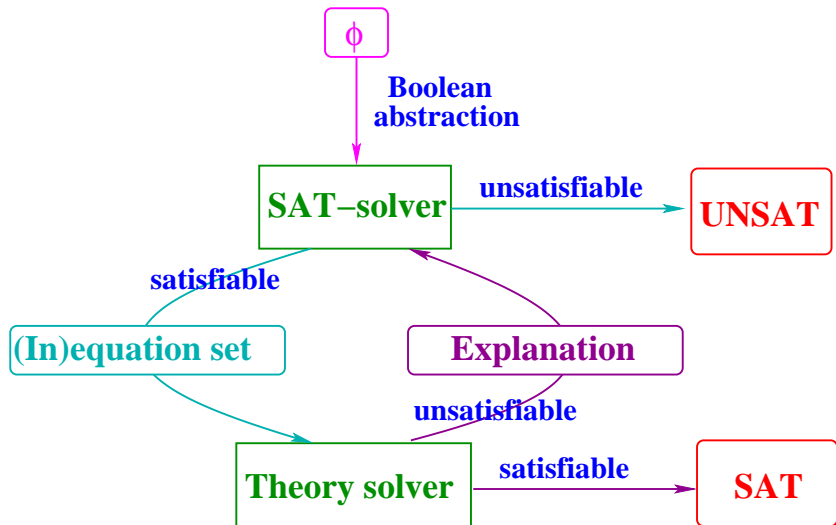 ϕ
Boolean
abstraction
SAT–solver
unsatisfiable
UNSAT
satisfiable
(In)equation set
Explanation
unsatisfiable
Theory solver
satisfiable
SAT